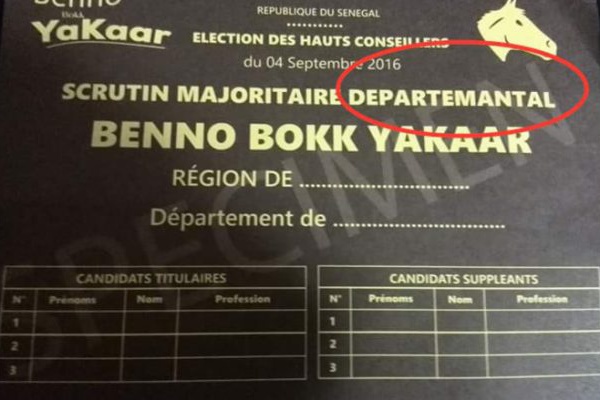 Benno
Bokk
YaKaar
REPUBLIQUE DU SENEGAL
ELECTION DES HAUTS CONSEILLERS
du 04 Septembre 2016
SCRUTIN MAJORITAIRE DEPARTEMANTAL
BENNO BOKK YAKAAR
RÉGION DE ..............................
Département de ..............................
SPECIMEN
CANDIDATS TITULAIRES
N° Prénoms Nom Profession
1
2
3
CANDIDATS SUPPLEANTS
N° Prénoms Nom Profession
1
2
3